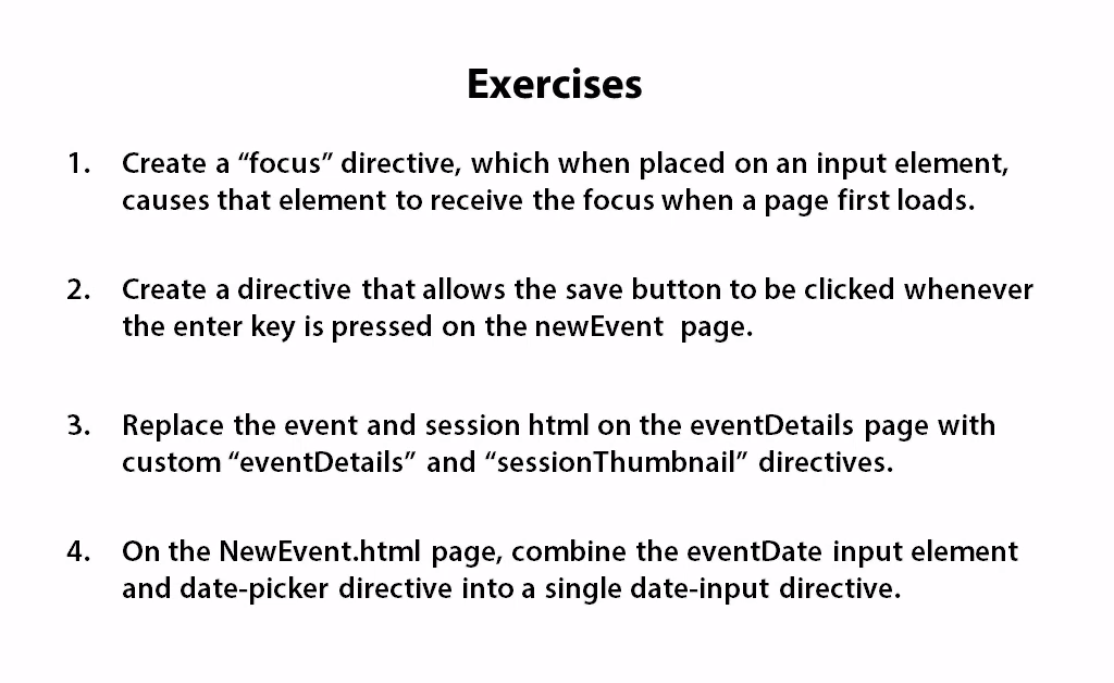 Exercises
1. Create a “focus” directive, which when placed on an input element,
causes that element to receive the focus when a page first loads.
2. Create a directive that allows the save button to be clicked whenever
the enter key is pressed on the newEvent page.
3. Replace the event and session html on the eventDetails page with
custom “eventDetails” and “sessionThumbnail” directives.
4. On the NewEvent.html page, combine the eventDate input element
and date-picker directive into a single date-input directive.